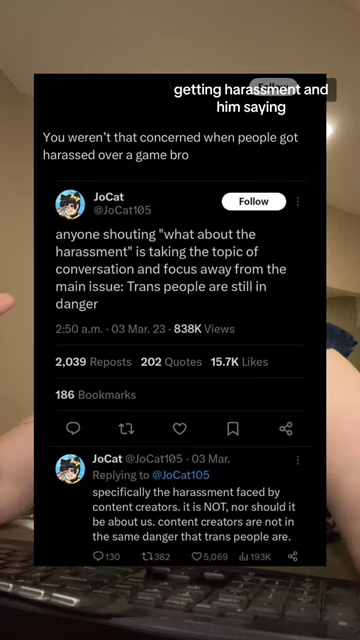 getting harassment and
him saying
You weren't that concerned when people got
harassed over a game bro
JoCat
@JoCat105
Follow
anyone shouting "what about the
harassment" is taking the topic of
conversation and focus away from the
main issue: Trans people are still in
danger
2:50 a.m. · 03 Mar. 23 · 838K Views
2,039 Reposts 202 Quotes 15.7K Likes
186 Bookmarks
JoCat @JoCat105 · 03 Mar.
Replying to @JoCat105
specifically the harassment faced by
content creators. it is NOT, nor should it
be about us. content creators are not in
the same danger that trans people are.
130 382 5,069 193K